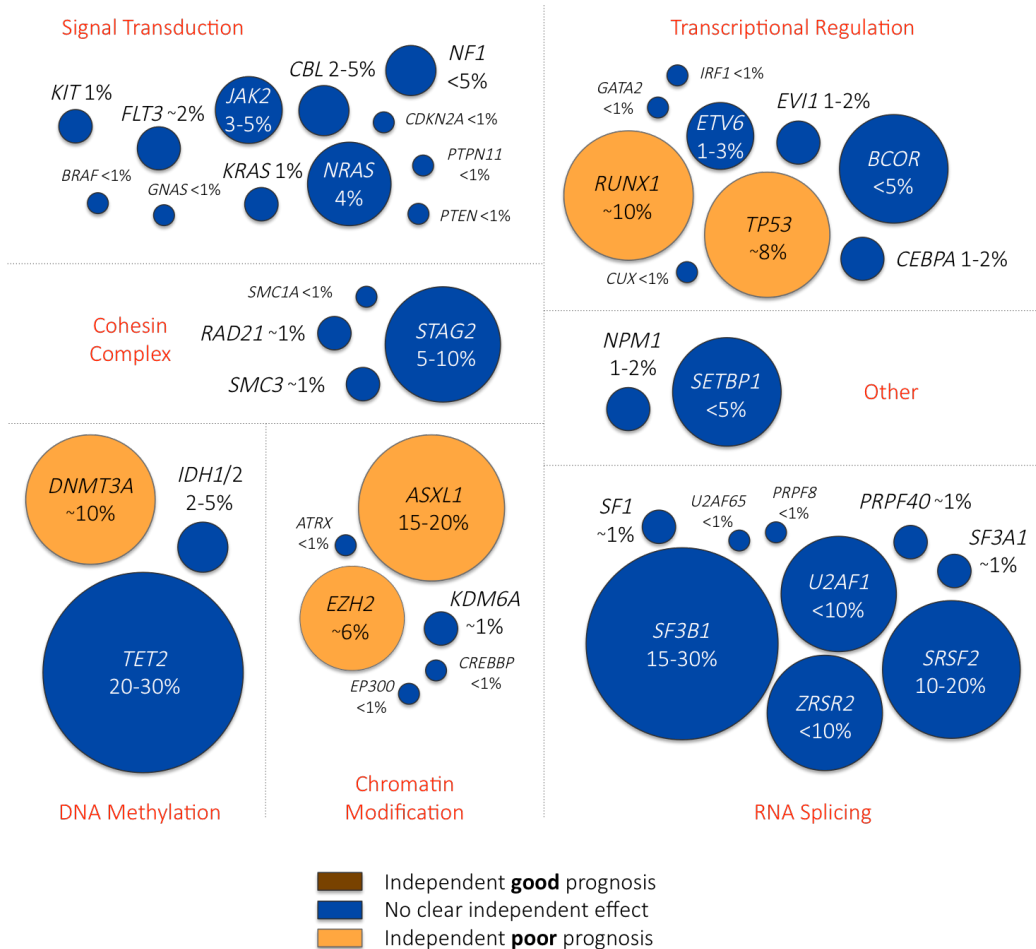 Signal Transduction
KIT 1%
FLT3 ~2%
JAK2
3-5%
CBL 2-5%
NF1
<5%
CDKN2A <1%
BRAF <1%
GNAS <1%
KRAS 1%
NRAS
4%
PTPN11
<1%
PTEN <1%
Transcriptional Regulation
GATA2
<1%
IRF1 <1%
ETV6
1-3%
EVI1 1-2%
BCOR
<5%
RUNX1
~10%
TP53
~8%
CUX <1%
CEBPA 1-2%
Cohesin
Complex
SMC1A <1%
RAD21 ~1%
SMC3 ~1%
STAG2
5-10%
NPM1
1-2%
SETBP1
<5%
Other
DNMT3A
~10%
IDH1/2
2-5%
TET2
20-30%
DNA Methylation
ASXL1
15-20%
ATRX
<1%
EZH2
~6%
KDM6A
~1%
CREBBP
<1%
EP300
<1%
Chromatin
Modification
SF1
~1%
U2AF65
<1%
PRPF8
<1%
PRPF40 ~1%
SF3A1
~1%
U2AF1
<10%
SF3B1
15-30%
SRSF2
10-20%
ZRSR2
<10%
RNA Splicing
Independent good prognosis
No clear independent effect
Independent poor prognosis